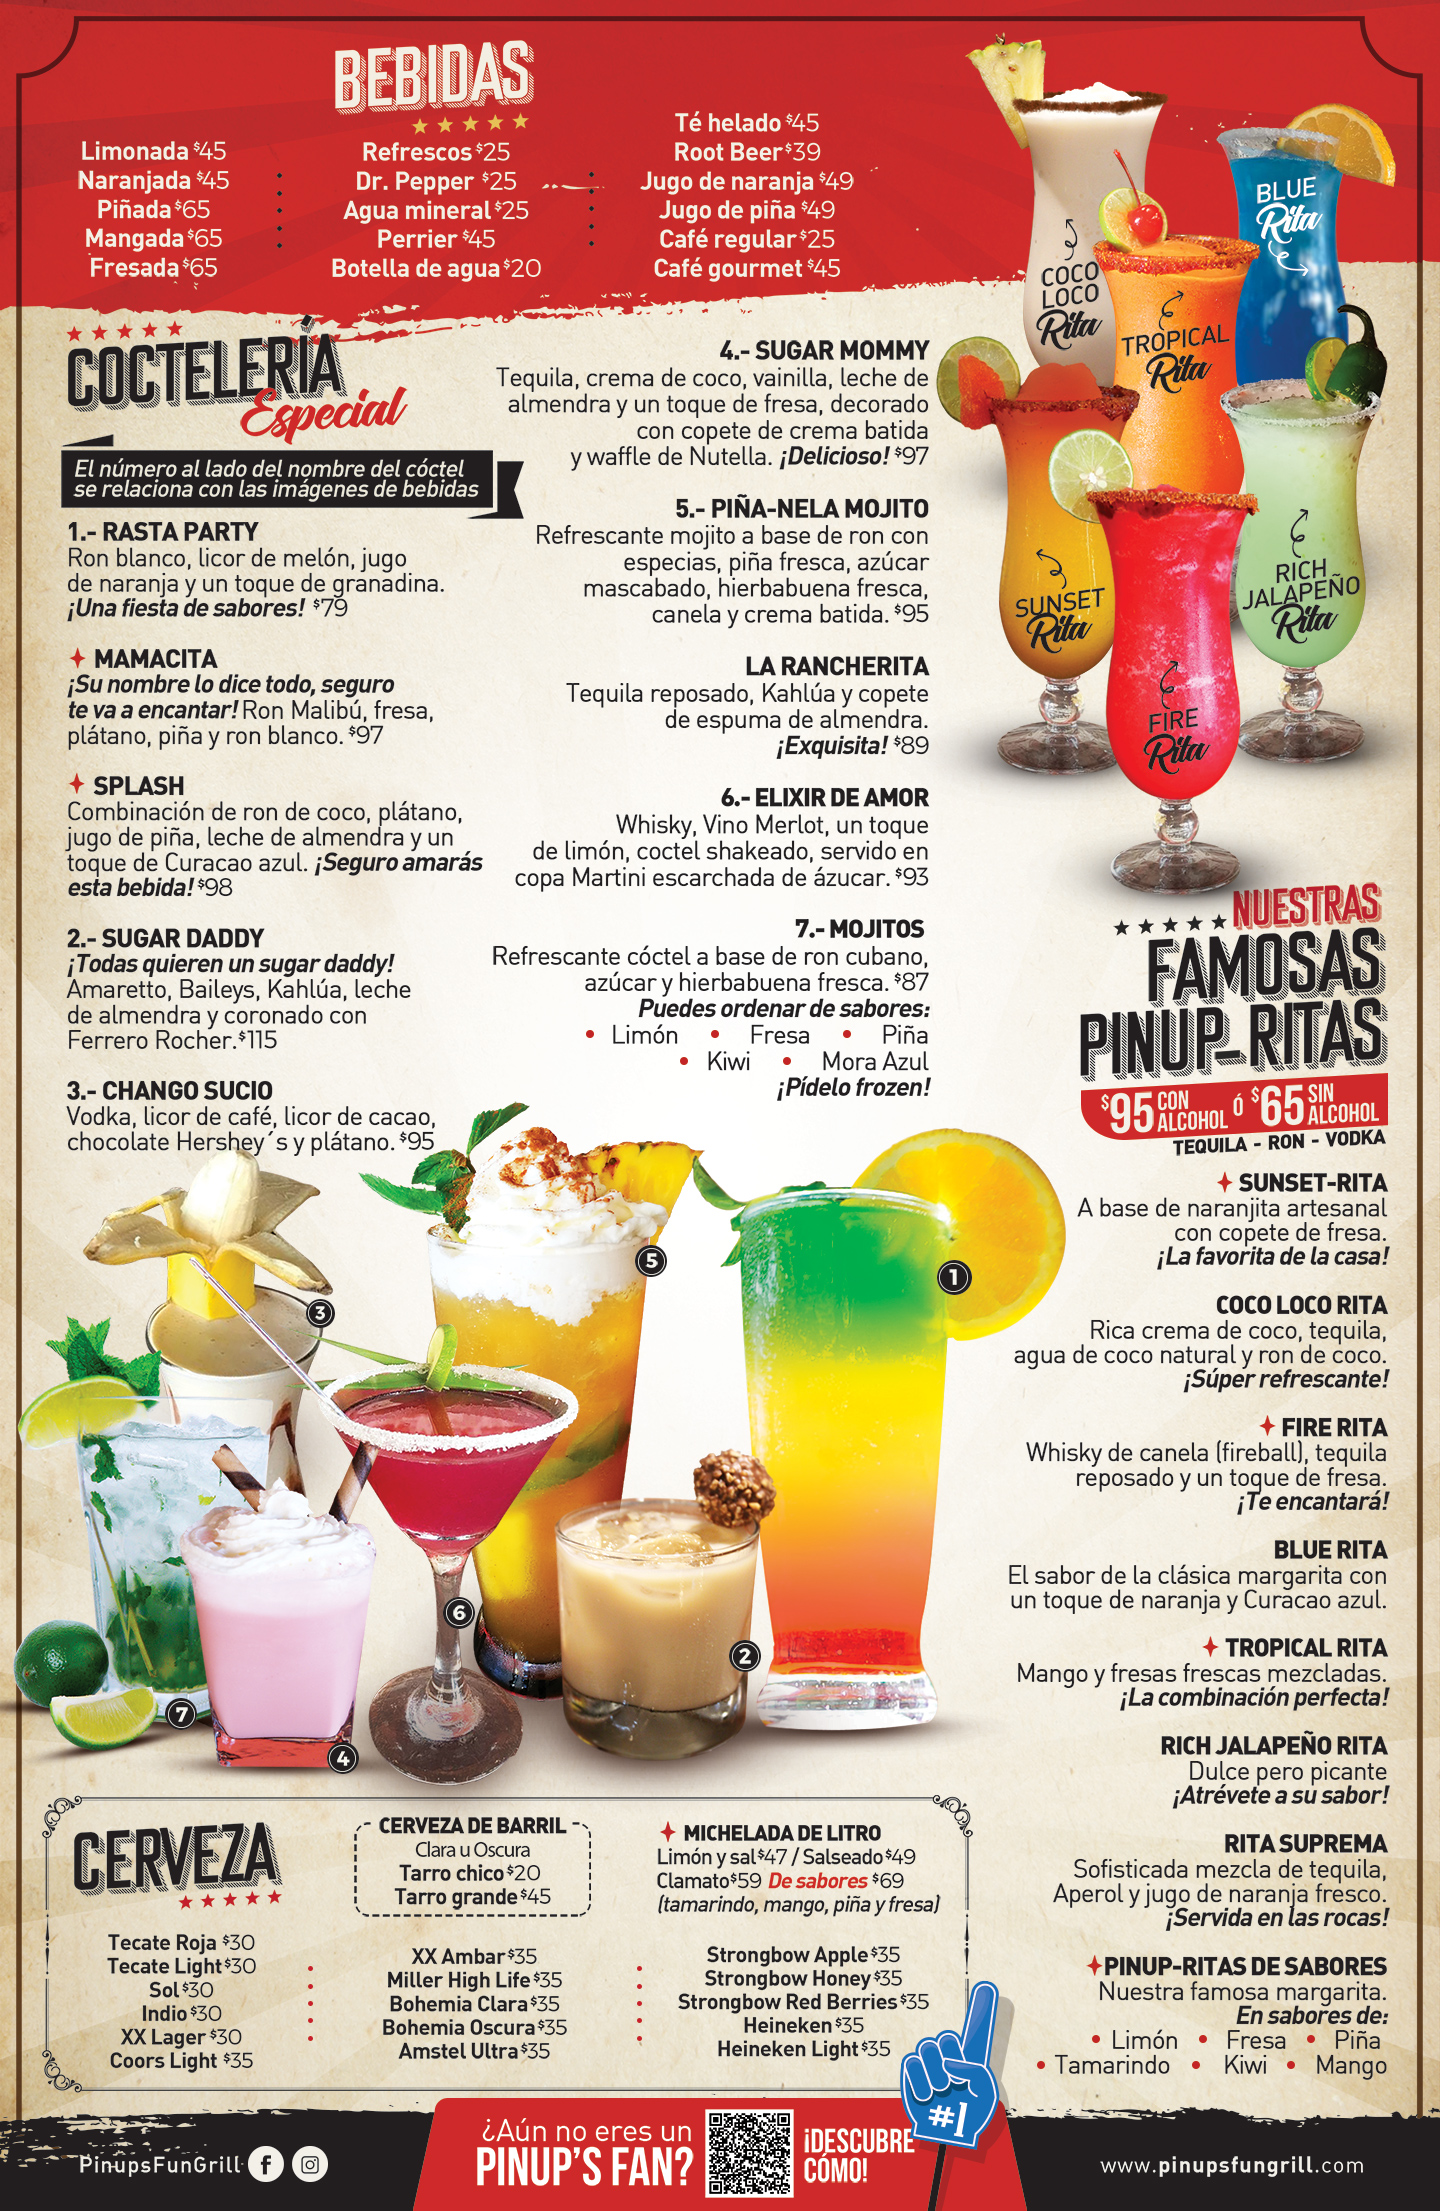 BEBIDAS
Limonada $45
Naranjada $45
Piñada $65
Mangada $65
Fresada $65
Refrescos $25
Dr. Pepper $25
Agua mineral $25
Perrier $45
Botella de agua $20
Té helado $45
Root Beer $39
Jugo de naranja $49
Jugo de piña $49
Café regular $25
Café gourmet $45
COCO
LOCO
Rita
BLUE
Rita
TROPICAL
Rita
SUNSET
Rita
RICH
JALAPEÑO
Rita
FIRE
Rita
COCTELERÍA
Especial
El número al lado del nombre del cóctel
se relaciona con las imágenes de bebidas
1.- RASTA PARTY
Ron blanco, licor de melón, jugo
de naranja y un toque de granadina.
¡Una fiesta de sabores! $79
MAMACITA
¡Su nombre lo dice todo, seguro
te va a encantar! Ron Malibú, fresa,
plátano, piña y ron blanco. $97
SPLASH
Combinación de ron de coco, plátano,
jugo de piña, leche de almendra y un
toque de Curacao azul. ¡Seguro amarás
esta bebida! $98
2.- SUGAR DADDY
¡Todas quieren un sugar daddy!
Amaretto, Baileys, Kahlúa, leche
de almendra y coronado con
Ferrero Rocher. $115
3.- CHANGO SUCIO
Vodka, licor de café, licor de cacao,
chocolate Hershey´s y plátano. $95
4.- SUGAR MOMMY
Tequila, crema de coco, vainilla, leche de
almendra y un toque de fresa, decorado
con copete de crema batida
y waffle de Nutella. ¡Delicioso! $97
5.- PIÑA-NELA MOJITO
Refrescante mojito a base de ron con
especias, piña fresca, azúcar
mascabado, hierbabuena fresca,
canela y crema batida. $95
LA RANCHERITA
Tequila reposado, Kahlúa y copete
de espuma de almendra.
¡Exquisita! $89
6.- ELIXIR DE AMOR
Whisky, Vino Merlot, un toque
de limón, coctel shakeado, servido en
copa Martini escarchada de ázucar. $93
7.- MOJITOS
Refrescante cóctel a base de ron cubano,
azúcar y hierbabuena fresca. $87
Puedes ordenar de sabores:
• Limón • Fresa • Piña
• Kiwi • Mora Azul
¡Pídelo frozen!
3
5
1
6
2
7
4
NUESTRAS
FAMOSAS
PINUP-RITAS
$95 CON ALCOHOL ó $65 SIN ALCOHOL
TEQUILA - RON - VODKA
SUNSET-RITA
A base de naranjita artesanal
con copete de fresa.
¡La favorita de la casa!
COCO LOCO RITA
Rica crema de coco, tequila,
agua de coco natural y ron de coco.
¡Súper refrescante!
FIRE RITA
Whisky de canela (fireball), tequila
reposado y un toque de fresa.
¡Te encantará!
BLUE RITA
El sabor de la clásica margarita con
un toque de naranja y Curacao azul.
TROPICAL RITA
Mango y fresas frescas mezcladas.
¡La combinación perfecta!
RICH JALAPEÑO RITA
Dulce pero picante
¡Atrévete a su sabor!
RITA SUPREMA
Sofisticada mezcla de tequila,
Aperol y jugo de naranja fresco.
¡Servida en las rocas!
PINUP-RITAS DE SABORES
Nuestra famosa margarita.
En sabores de:
• Limón • Fresa • Piña
• Tamarindo • Kiwi • Mango
CERVEZA
CERVEZA DE BARRIL
Clara u Oscura
Tarro chico $20
Tarro grande $45
MICHELADA DE LITRO
Limón y sal $47 / Salseado $49
Clamato $59 De sabores $69
(tamarindo, mango, piña y fresa)
Tecate Roja $30
Tecate Light $30
Sol $30
Indio $30
XX Lager $30
Coors Light $35
XX Ambar $35
Miller High Life $35
Bohemia Clara $35
Bohemia Oscura $35
Amstel Ultra $35
Strongbow Apple $35
Strongbow Honey $35
Strongbow Red Berries $35
Heineken $35
Heineken Light $35
#1
PinupsFunGrill
¿Aún no eres un
PINUP'S FAN?
¡DESCUBRE
CÓMO!
www.pinupsfungrill.com